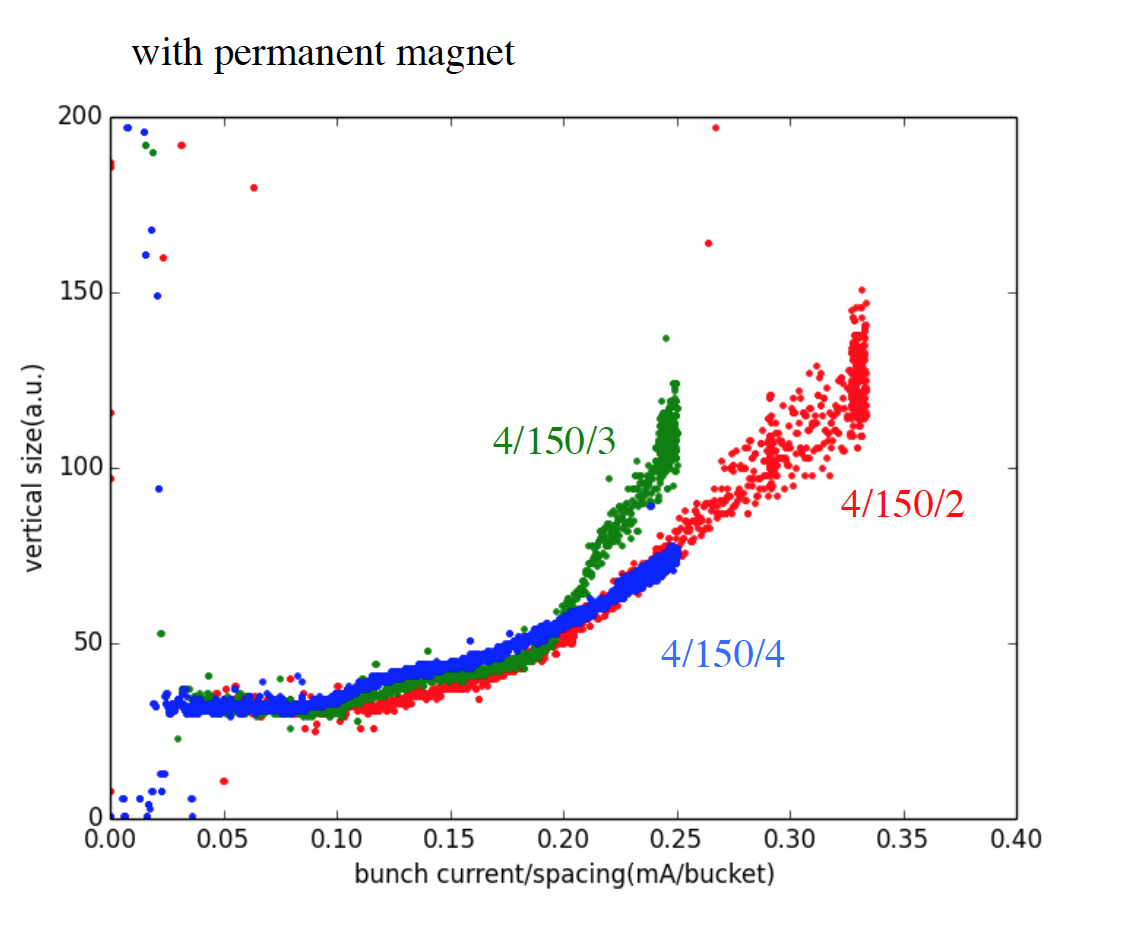 with permanent magnet
200
150
100
50
0
4/150/3
4/150/2
4/150/4
0.00 0.05 0.10 0.15 0.20 0.25 0.30 0.35 0.40
bunch current/spacing(mA/bucket)
vertical size(a.u.)